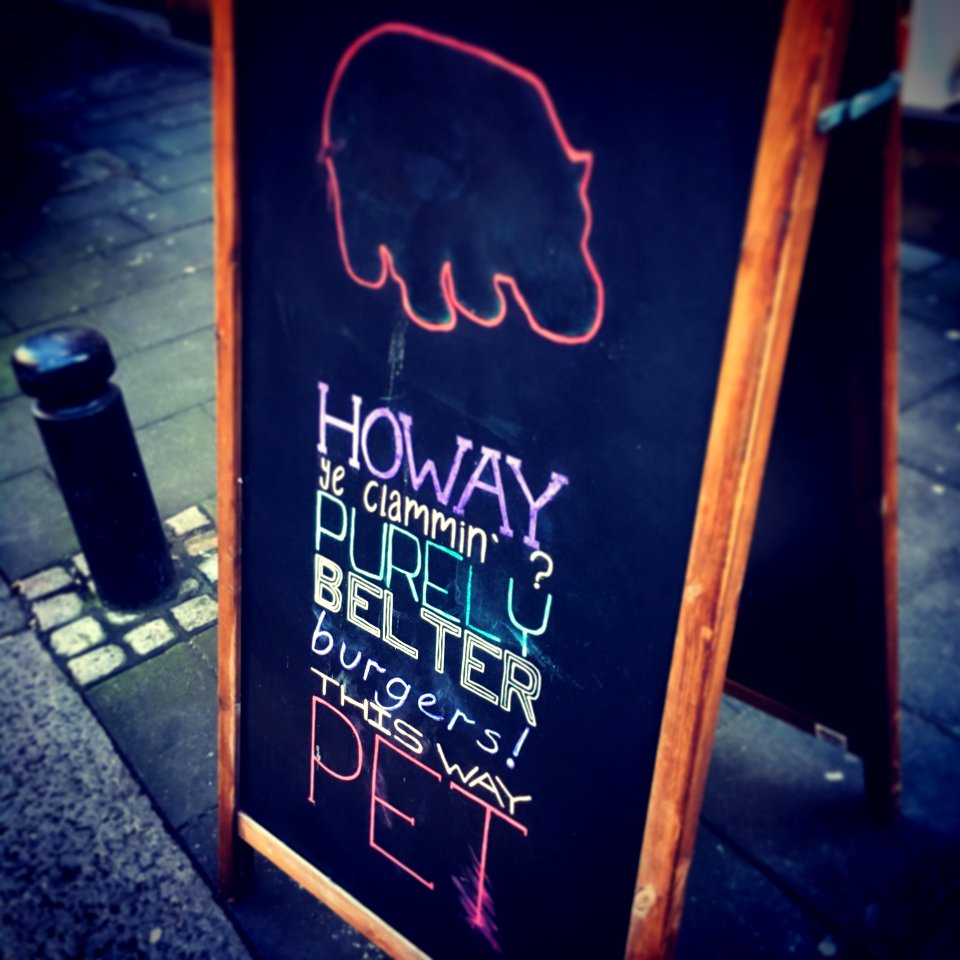 HOWAY
ye clammin' ?
PURELY
BELTER
burgers!
THIS WAY
PET